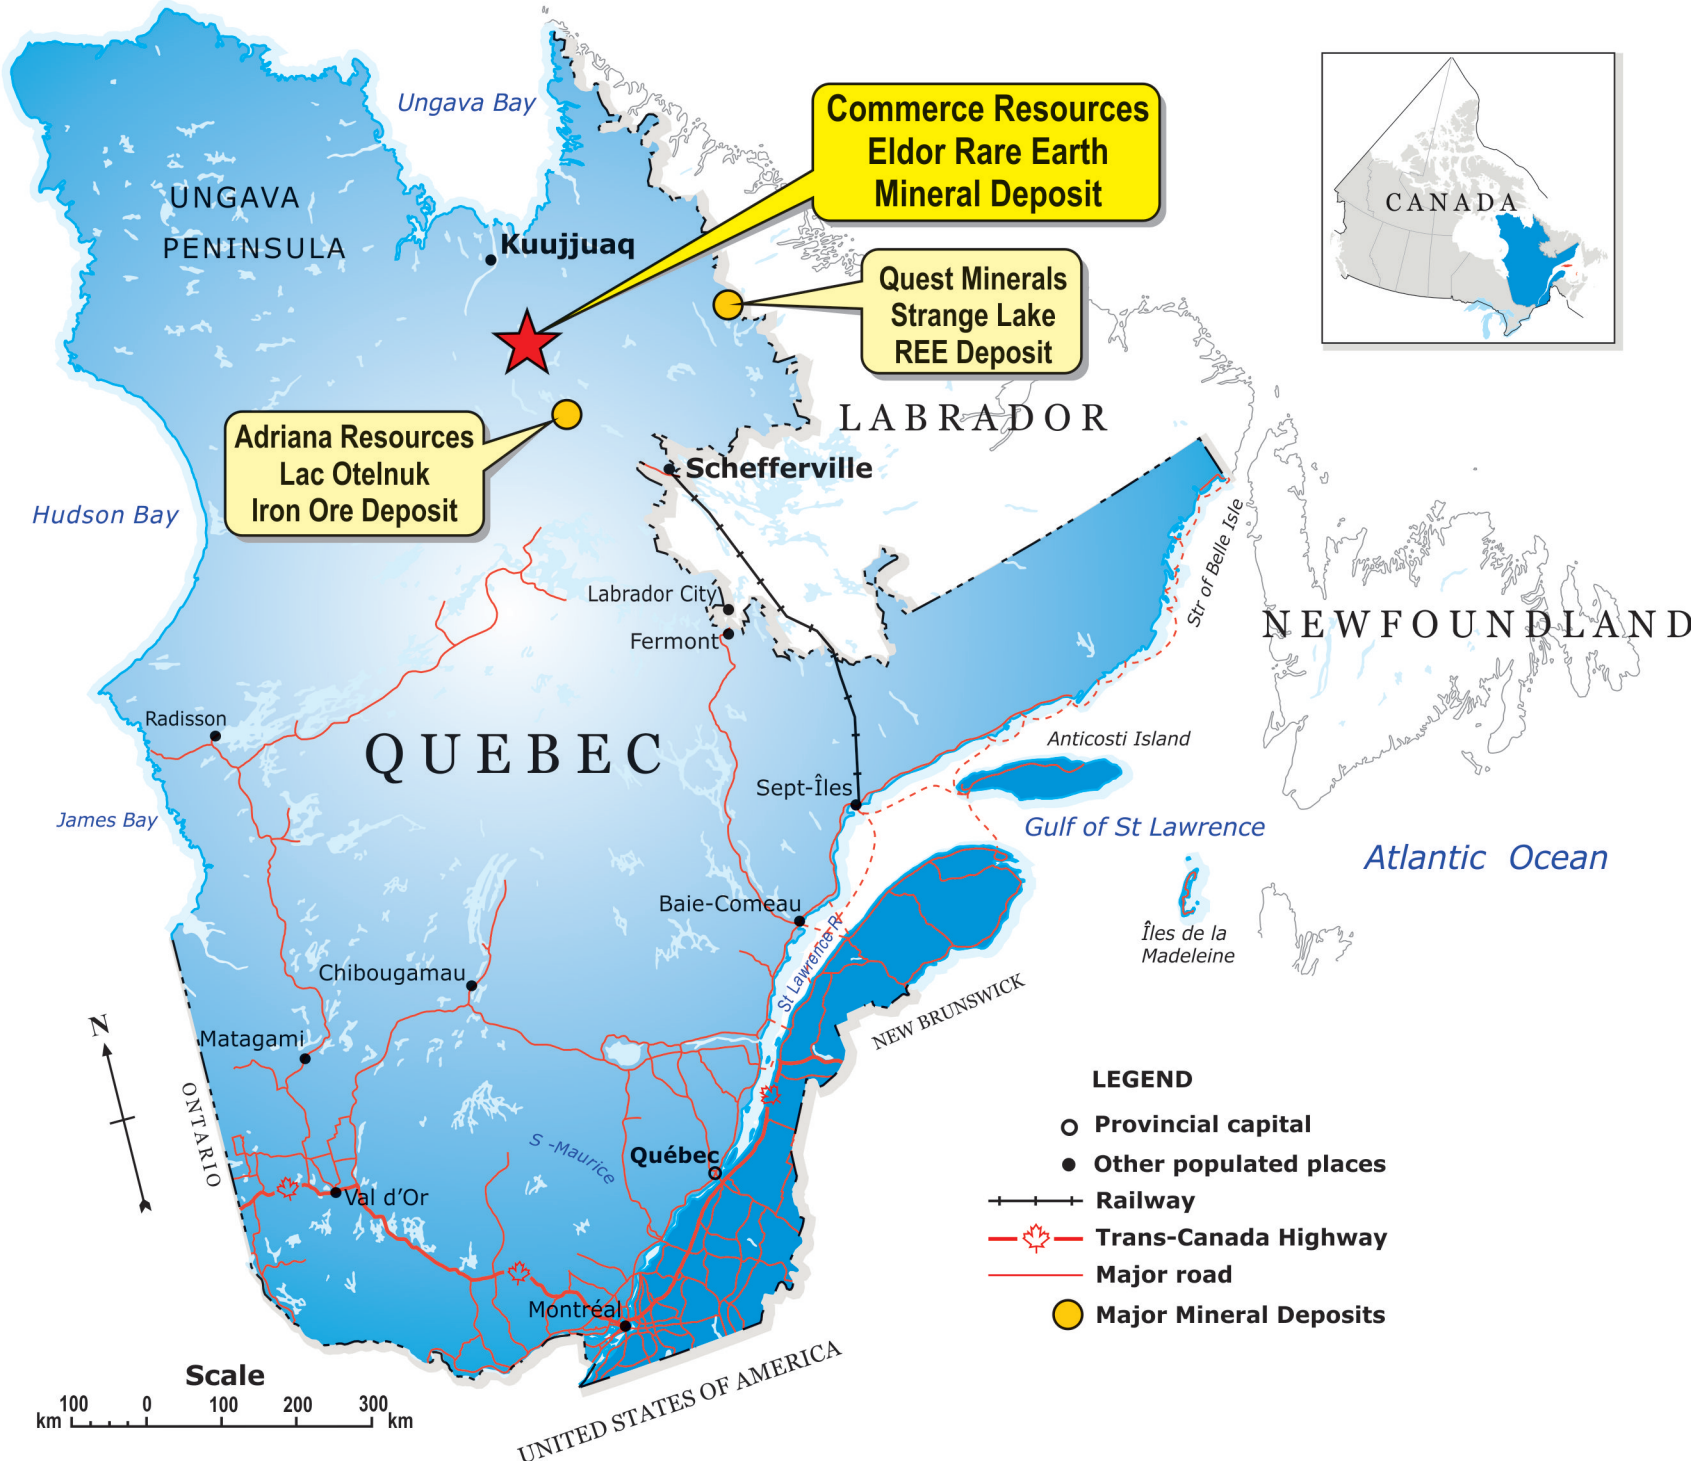 Ungava Bay
UNGAVA
PENINSULA
Kuujjuaq
Commerce Resources
Eldor Rare Earth
Mineral Deposit
Quest Minerals
Strange Lake
REE Deposit
CANADA
Adriana Resources
Lac Otelnuk
Iron Ore Deposit
LABRADOR
Schefferville
Hudson Bay
Str of Belle Isle
Labrador City
Fermont
NEWFOUNDLAND
Radisson
QUEBEC
Anticosti Island
Sept-Îles
James Bay
Gulf of St Lawrence
Atlantic Ocean
Baie-Comeau
St Lawrence R
Îles de la
Madeleine
Chibougamau
NEW BRUNSWICK
N
Matagami
ONTARIO
S -Maurice
Québec
Val d'Or
Montréal
UNITED STATES OF AMERICA
LEGEND
Provincial capital
Other populated places
Railway
Trans-Canada Highway
Major road
Major Mineral Deposits
Scale
100 0 100 200 300
km km